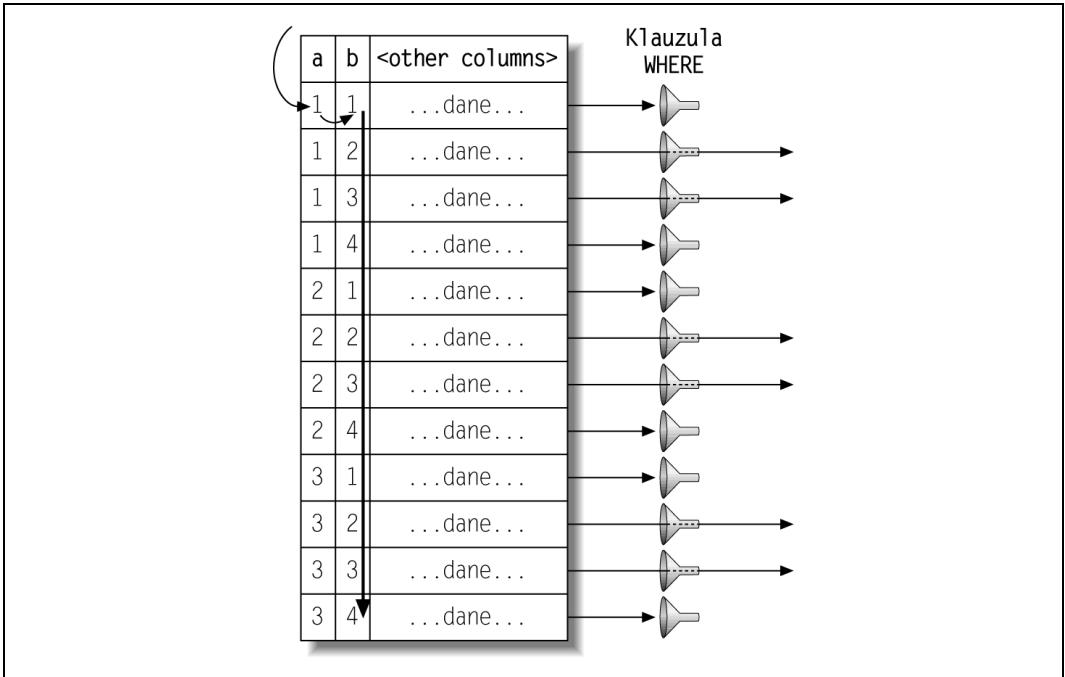 a b <other columns>
Klauzula
WHERE
1 1 ...dane...
1 2 ...dane...
1 3 ...dane...
1 4 ...dane...
2 1 ...dane...
2 2 ...dane...
2 3 ...dane...
2 4 ...dane...
3 1 ...dane...
3 2 ...dane...
3 3 ...dane...
3 4 ...dane...